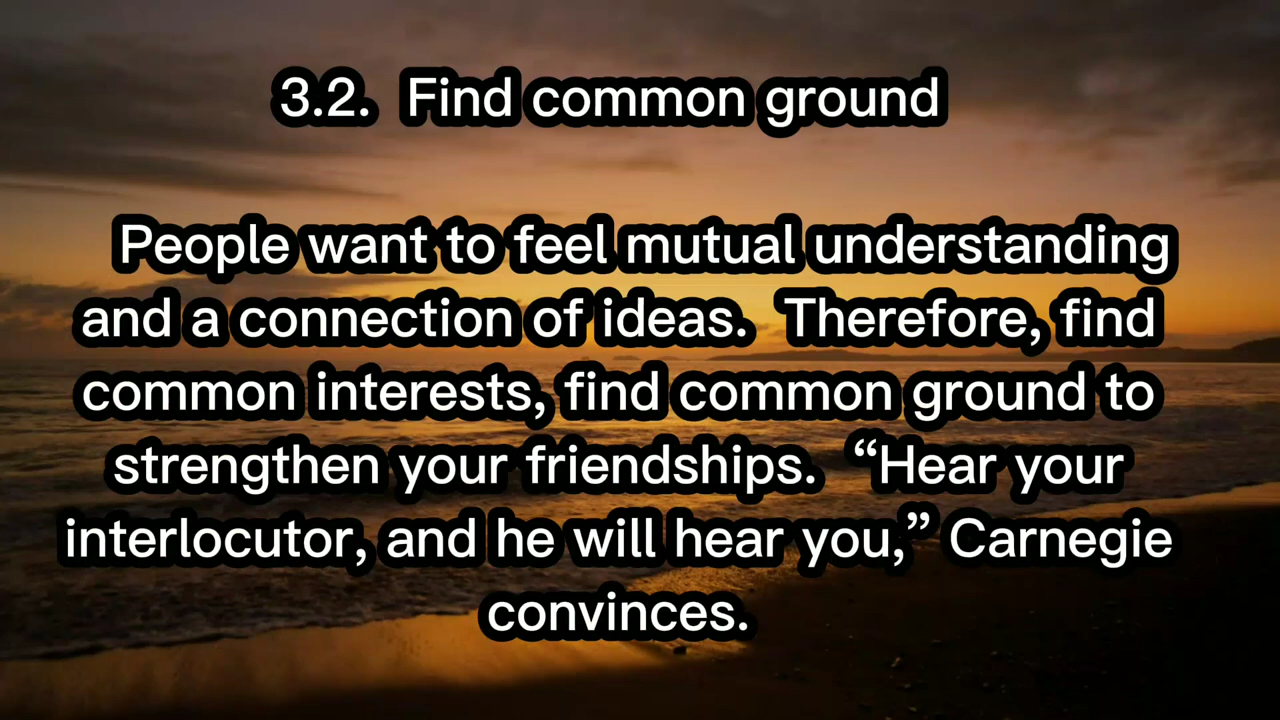 3.2.  Find common ground
People want to feel mutual understanding
and a connection of ideas.  Therefore, find
common interests, find common ground to
strengthen your friendships.  “Hear your
interlocutor, and he will hear you,” Carnegie
convinces.